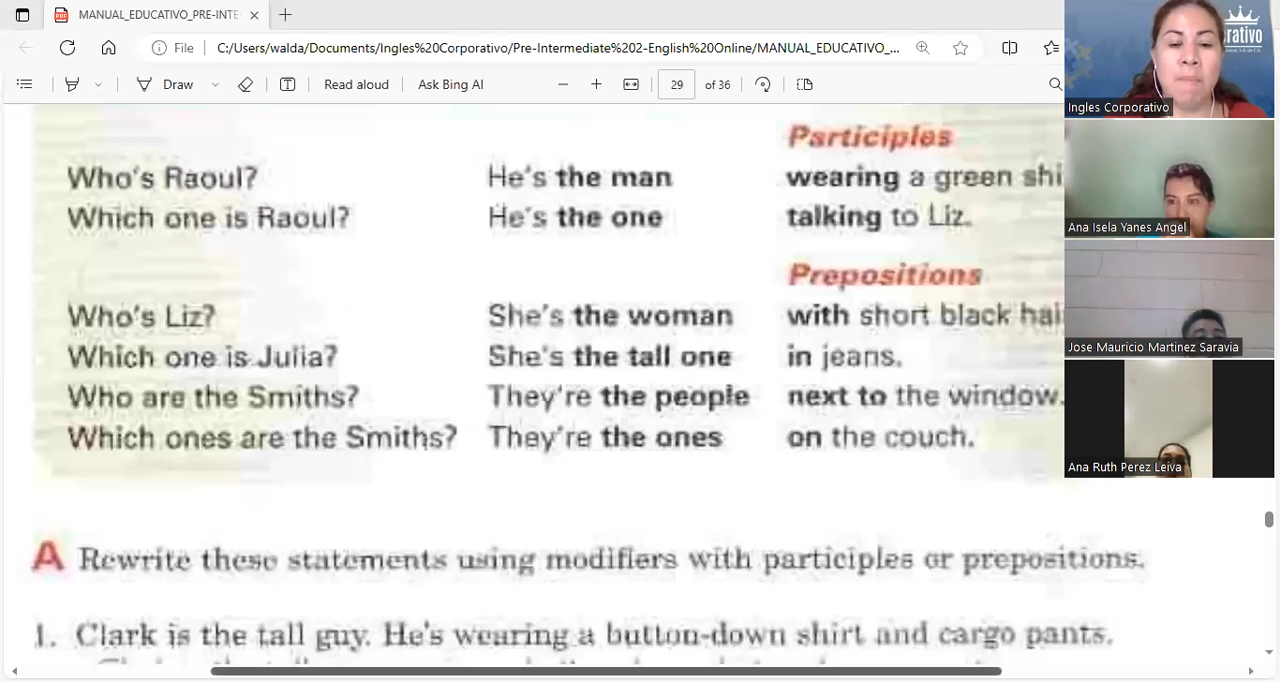 MANUAL_EDUCATIVO_PRE-INTE
File
C:/Users/walda/Documents/Ingles%20Corporativo/Pre-Intermediate%202-English%20Online/MANUAL_EDUCATIVO_...
Draw
Read aloud
Ask Bing AI
29 of 36
Participles
Who's Raoul? He's the man wearing a green shi
Which one is Raoul? He's the one talking to Liz.
Prepositions
Who's Liz? She's the woman with short black hai
Which one is Julia? She's the tall one in jeans.
Who are the Smiths? They're the people next to the window.
Which ones are the Smiths? They're the ones on the couch.
A Rewrite these statements using modifiers with participles or prepositions.
1. Clark is the tall guy. He's wearing a button-down shirt and cargo pants.
rativo
Ingles Corporativo
Ana Isela Yanes Angel
Jose Mauricio Martinez Saravia
Ana Ruth Perez Leiva